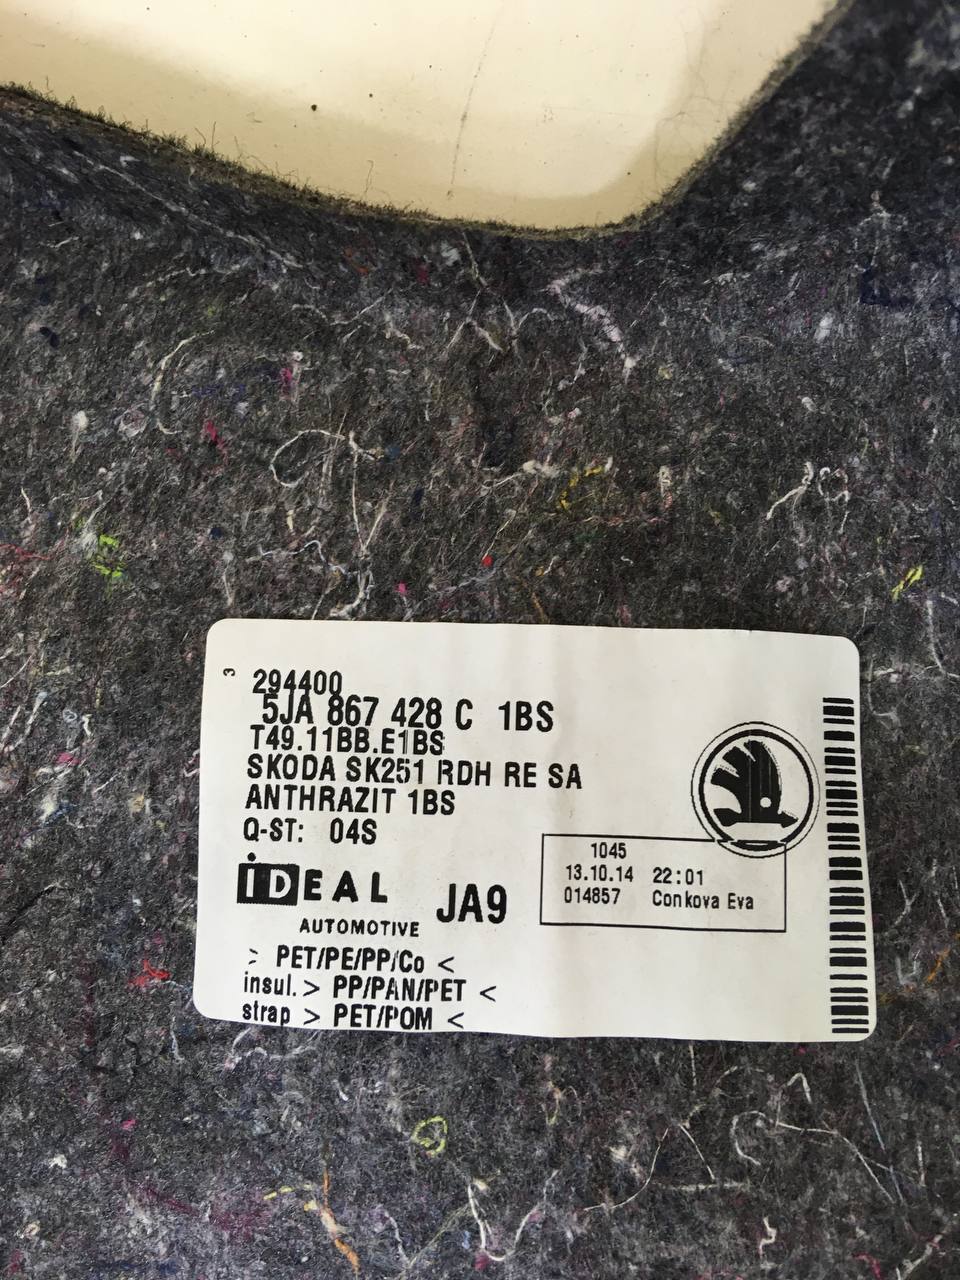 3
294400
5JA 867 428 C 1BS
T49.11BB.E1BS
SKODA SK251 RDH RE SA
ANTHRAZIT 1BS
Q-ST: 04S
1045
13.10.14 22:01
014857 Conkova Eva
iDEAL
AUTOMOTIVE
JA9
> PET/PE/PP/Co <
insul. > PP/PAN/PET <
strap > PET/POM <